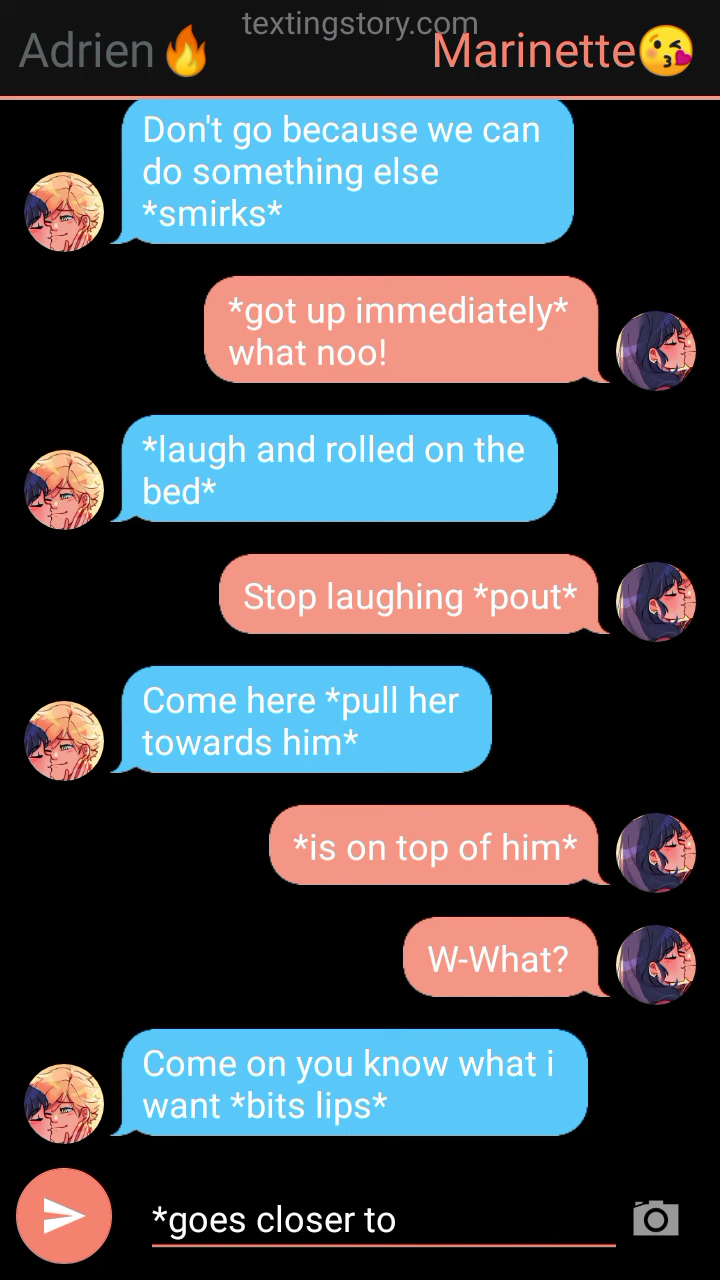 textingstory.com
Adrien🔥 Marinette😘
Don't go because we can
do something else
*smirks*
*got up immediately*
what noo!
*laugh and rolled on the
bed*
Stop laughing *pout*
Come here *pull her
towards him*
*is on top of him*
W-What?
Come on you know what i
want *bits lips*
*goes closer to